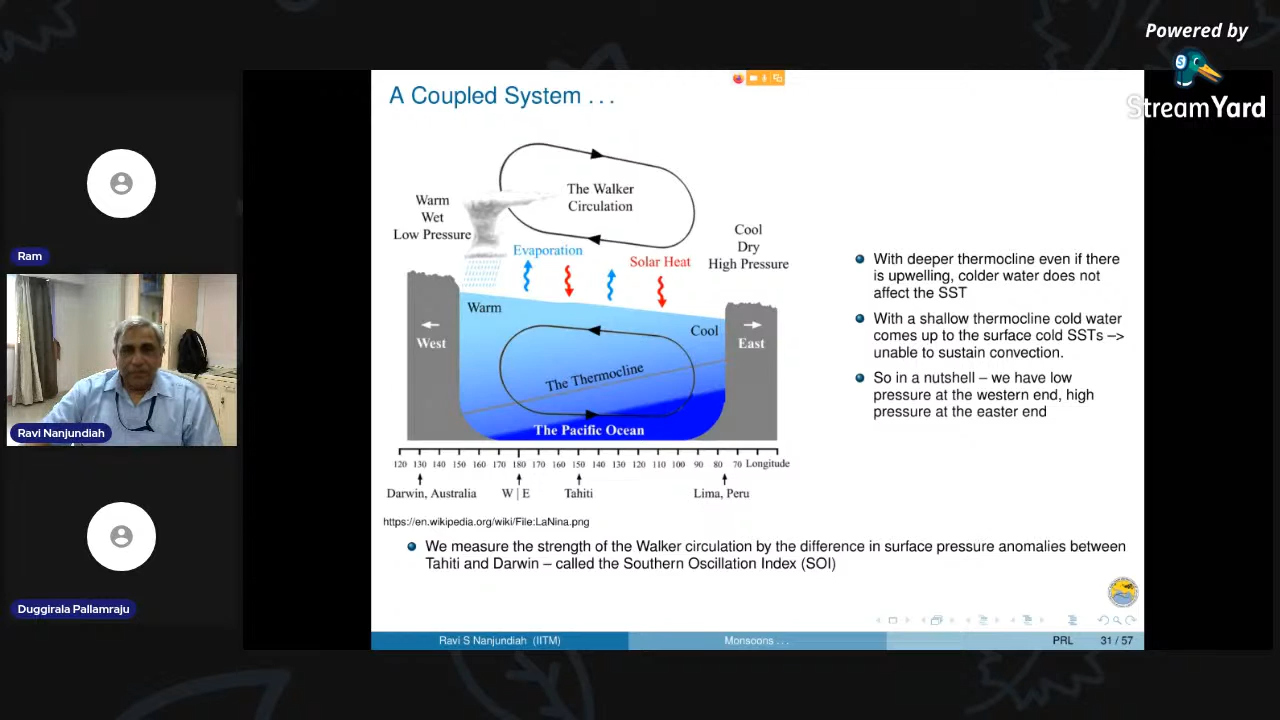 Powered by
StreamYard
A Coupled System . . .
The Walker
Circulation
Warm
Wet
Low Pressure
Cool
Dry
High Pressure
Evaporation
Solar Heat
Warm
Cool
West
East
The Thermocline
The Pacific Ocean
120 130 140 150 160 170 180 170 160 150 140 130 120 110 100 90 80 70 Longitude
Darwin, Australia W | E Tahiti Lima, Peru
https://en.wikipedia.org/wiki/File:LaNina.png
With deeper thermocline even if there
is upwelling, colder water does not
affect the SST
With a shallow thermocline cold water
comes up to the surface cold SSTs –>
unable to sustain convection.
So in a nutshell – we have low
pressure at the western end, high
pressure at the easter end
We measure the strength of the Walker circulation by the difference in surface pressure anomalies between
Tahiti and Darwin – called the Southern Oscillation Index (SOI)
Ravi S Nanjundiah (IITM) Monsoons . . . PRL 31 / 57
Ram
Ravi Nanjundiah
Duggirala Pallamraju